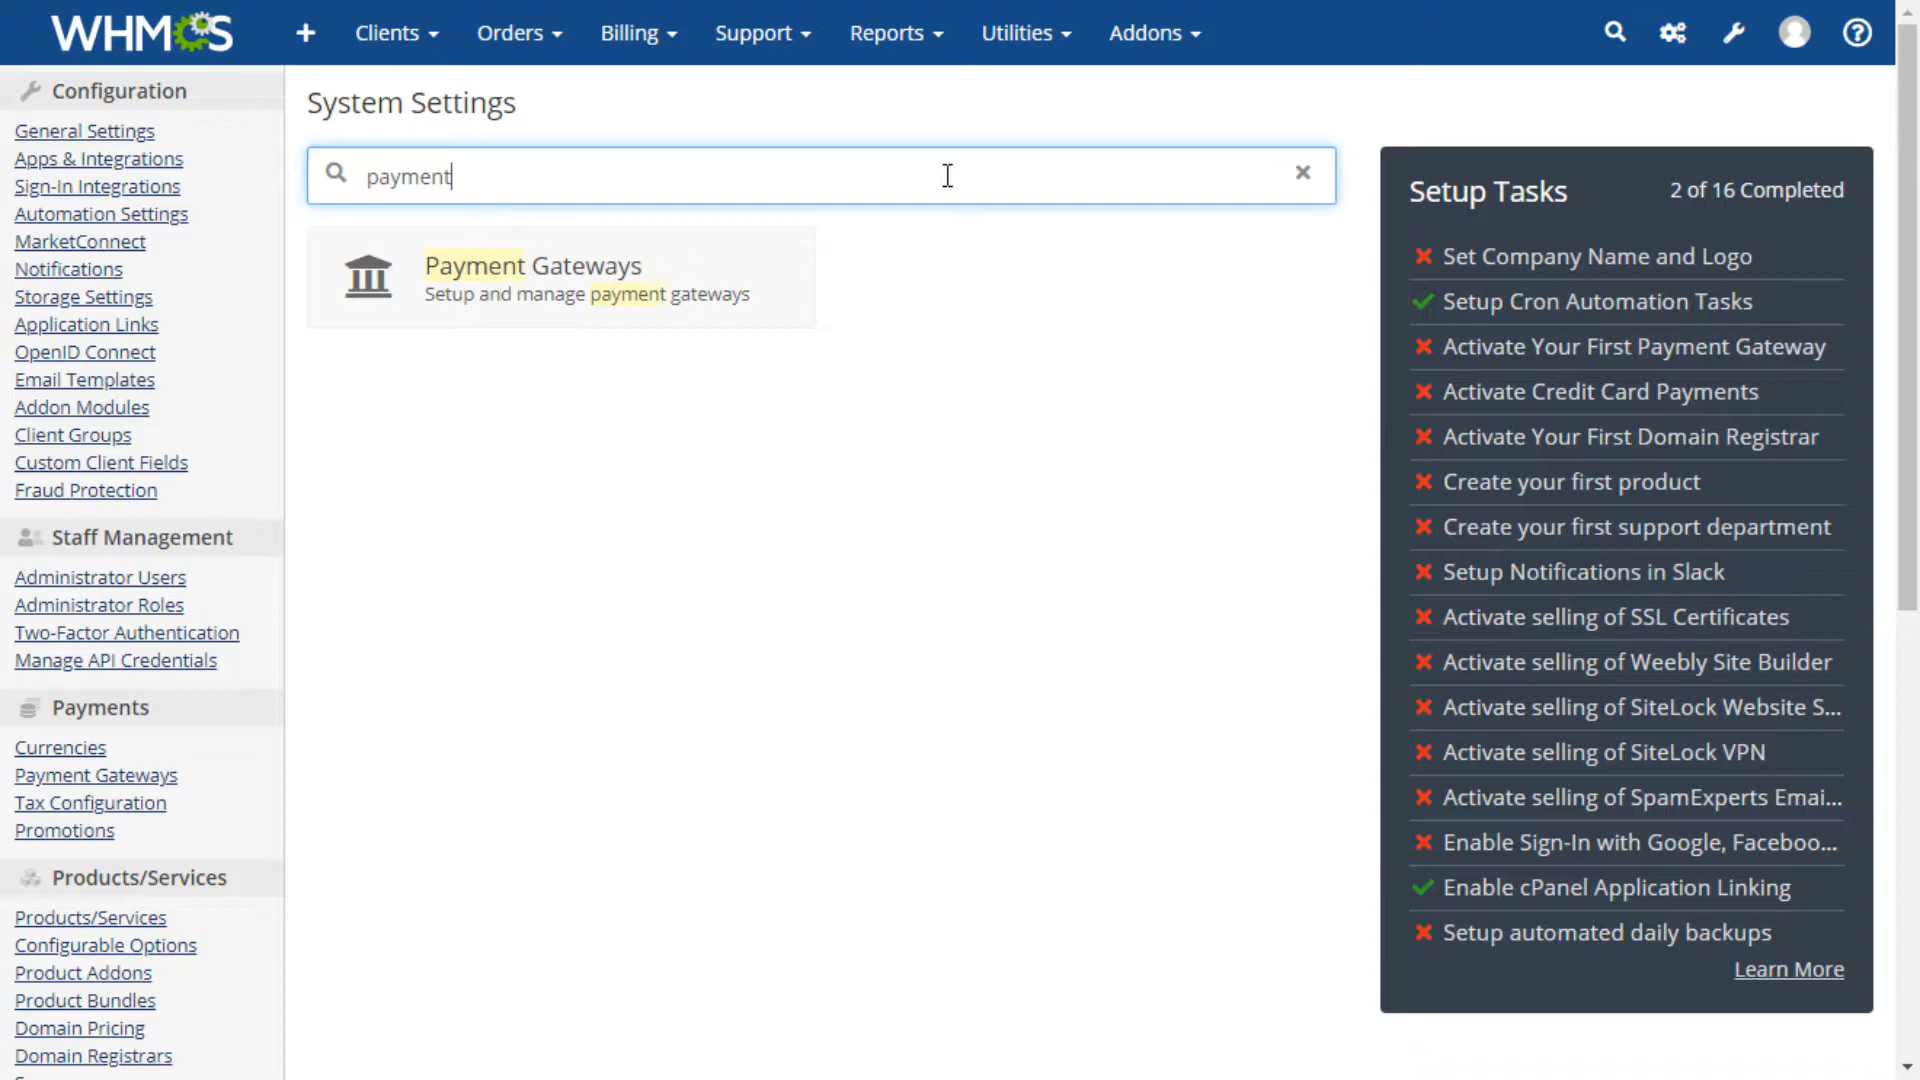 WHMCS
Clients
Orders
Billing
Support
Reports
Utilities
Addons
Configuration
General Settings
Apps & Integrations
Sign-In Integrations
Automation Settings
MarketConnect
Notifications
Storage Settings
Application Links
OpenID Connect
Email Templates
Addon Modules
Client Groups
Custom Client Fields
Fraud Protection
Staff Management
Administrator Users
Administrator Roles
Two-Factor Authentication
Manage API Credentials
Payments
Currencies
Payment Gateways
Tax Configuration
Promotions
Products/Services
Products/Services
Configurable Options
Product Addons
Product Bundles
Domain Pricing
Domain Registrars
System Settings
payment
Payment Gateways
Setup and manage payment gateways
Setup Tasks
2 of 16 Completed
Set Company Name and Logo
Setup Cron Automation Tasks
Activate Your First Payment Gateway
Activate Credit Card Payments
Activate Your First Domain Registrar
Create your first product
Create your first support department
Setup Notifications in Slack
Activate selling of SSL Certificates
Activate selling of Weebly Site Builder
Activate selling of SiteLock Website S...
Activate selling of SiteLock VPN
Activate selling of SpamExperts Emai...
Enable Sign-In with Google, Faceboo...
Enable cPanel Application Linking
Setup automated daily backups
Learn More